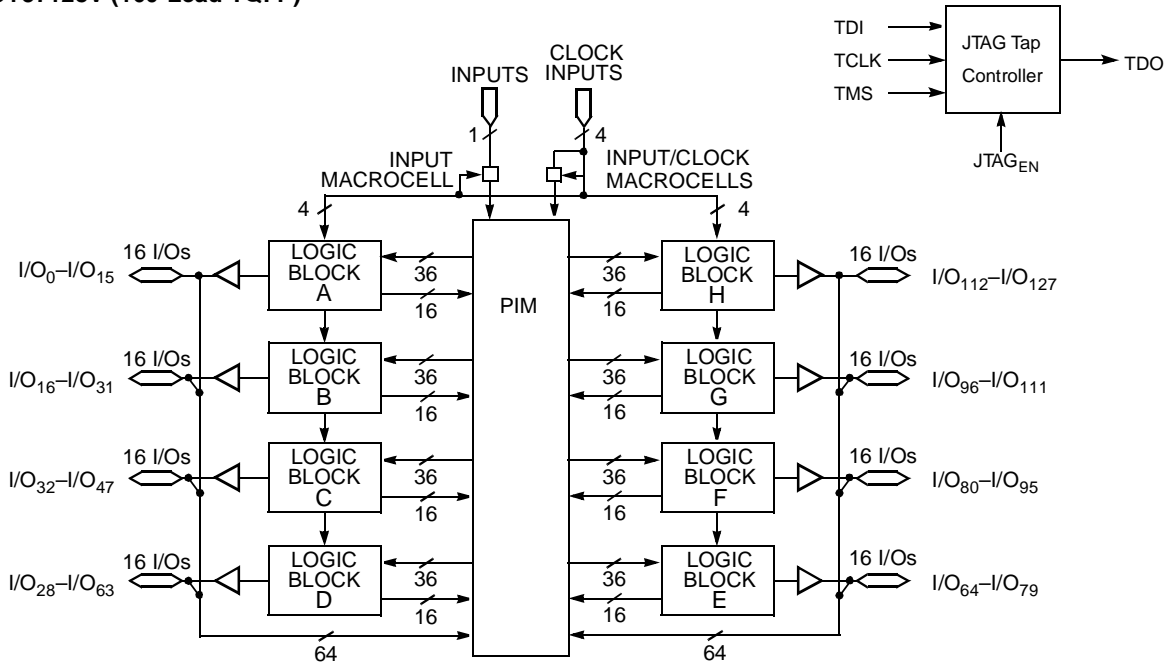 TDI
TCLK
TMS
JTAG Tap
Controller
TDO
JTAG_EN
INPUTS
CLOCK
INPUTS
1
4
INPUT
MACROCELL
INPUT/CLOCK
MACROCELLS
4
4
PIM
I/O0–I/O15
16 I/Os
LOGIC
BLOCK
A
36
16
36
16
LOGIC
BLOCK
H
16 I/Os
I/O112–I/O127
I/O16–I/O31
16 I/Os
LOGIC
BLOCK
B
36
16
36
16
LOGIC
BLOCK
G
16 I/Os
I/O96–I/O111
I/O32–I/O47
16 I/Os
LOGIC
BLOCK
C
36
16
36
16
LOGIC
BLOCK
F
16 I/Os
I/O80–I/O95
I/O28–I/O63
16 I/Os
LOGIC
BLOCK
D
36
16
36
16
LOGIC
BLOCK
E
16 I/Os
I/O64–I/O79
64
64